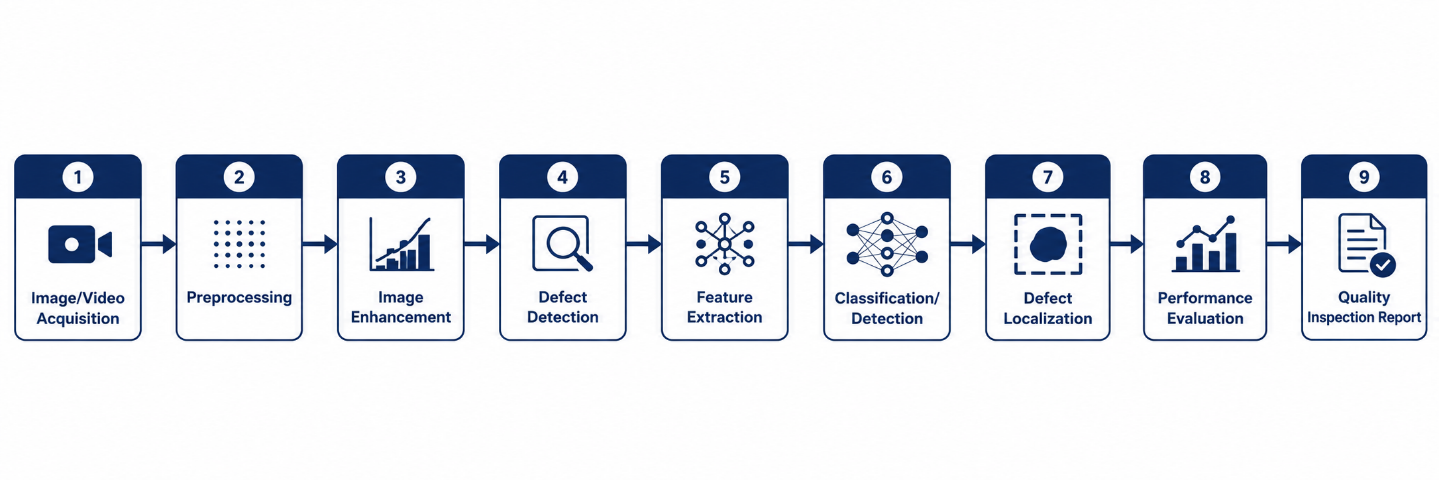 1
Image/Video
Acquisition
2
Preprocessing
3
Image
Enhancement
4
Defect
Detection
5
Feature
Extraction
6
Classification/
Detection
7
Defect
Localization
8
Performance
Evaluation
9
Quality
Inspection Report